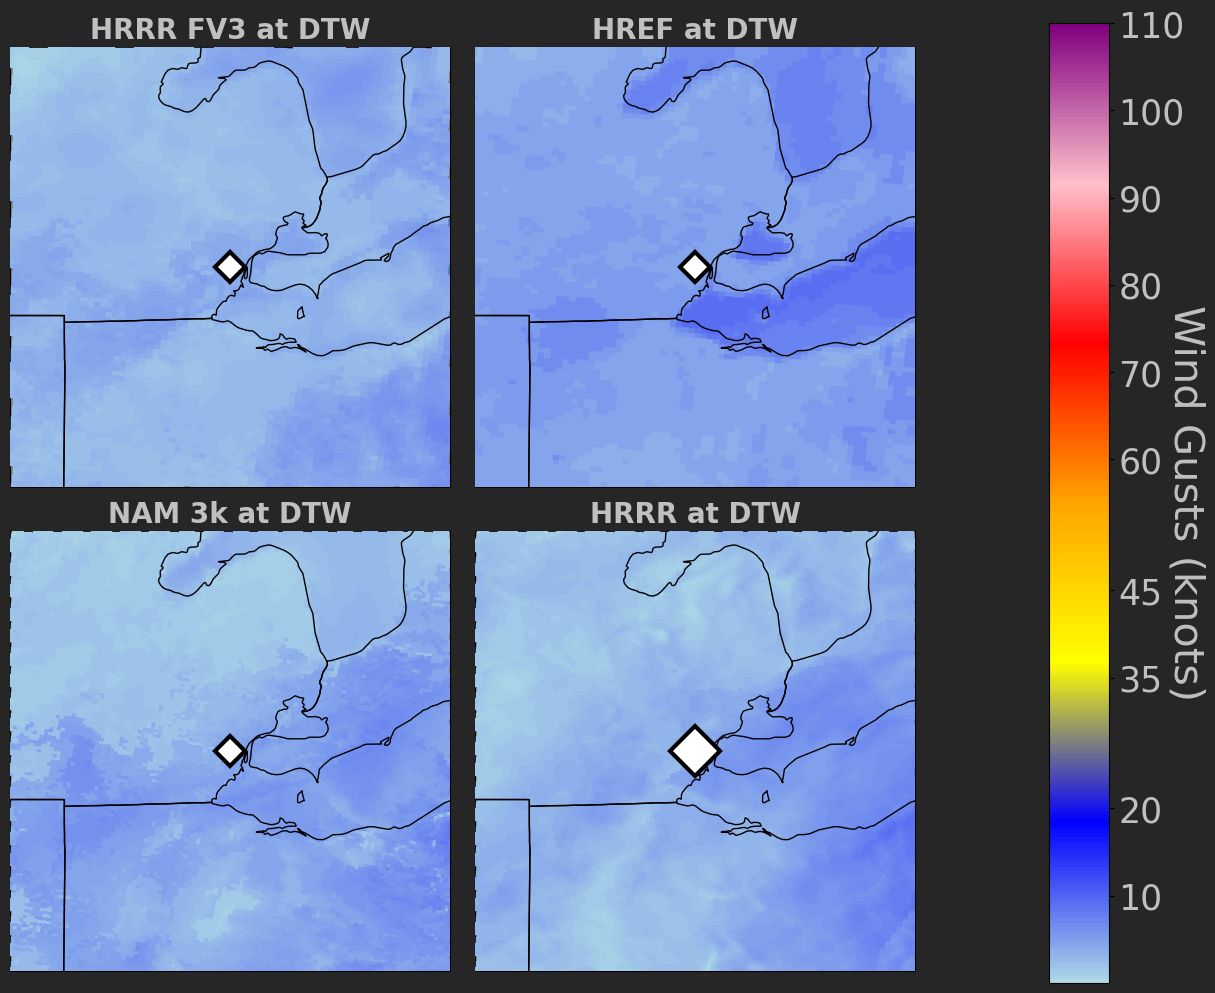 HRRR FV3 at DTW
HREF at DTW
NAM 3k at DTW
HRRR at DTW
110
100
90
80
70
60
45
35
20
10
Wind Gusts (knots)